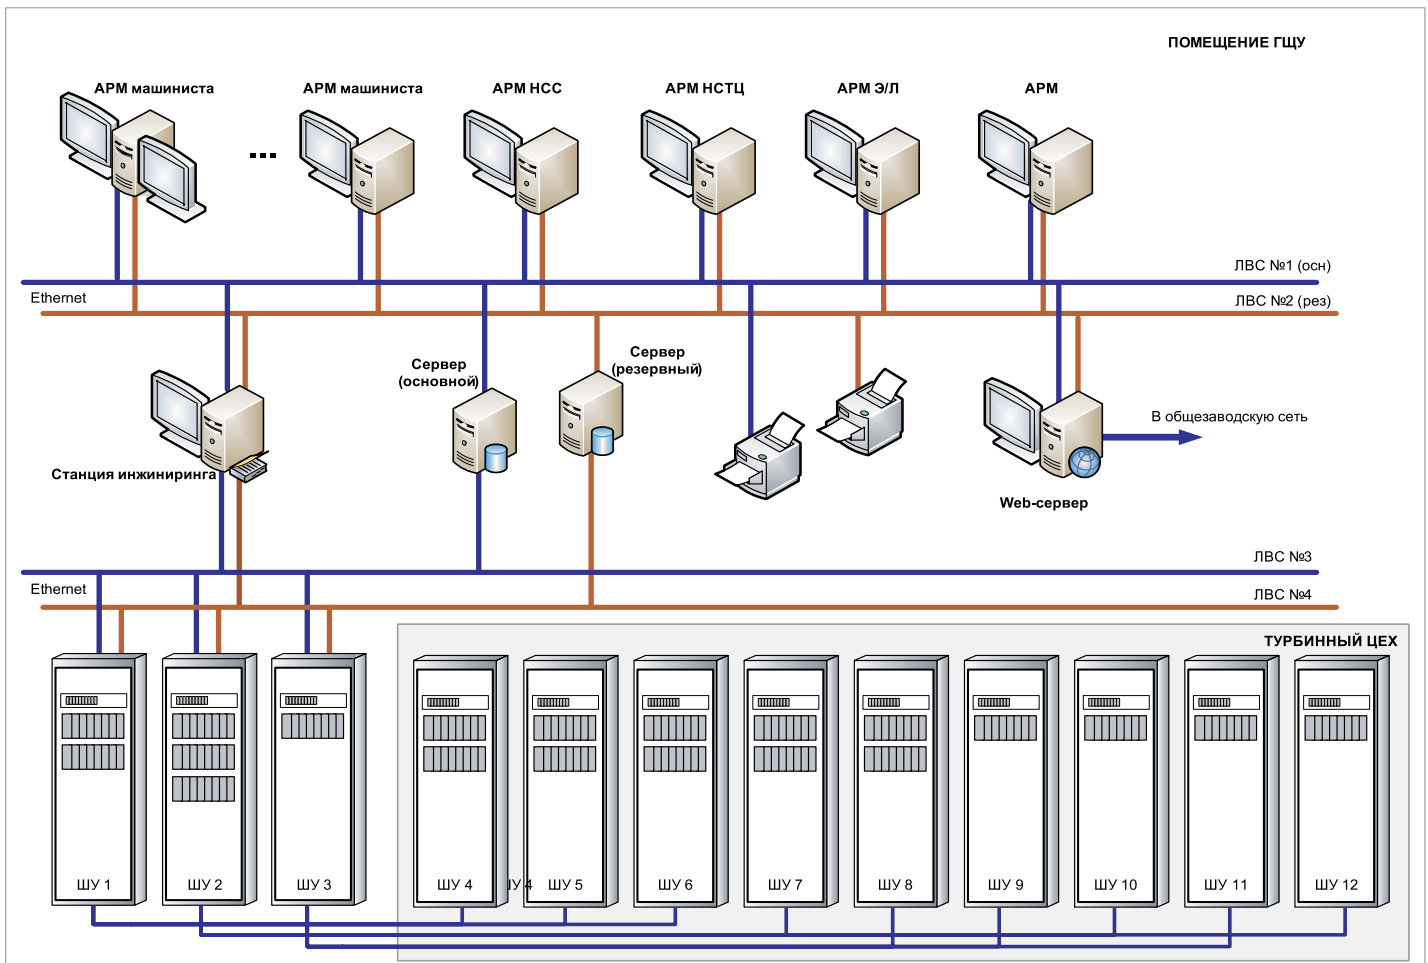 ПОМЕЩЕНИЕ ГЩУ
АРМ машиниста
...
АРМ машиниста
АРМ НСС
АРМ НСТЦ
АРМ Э/Л
АРМ
ЛВС №1 (осн)
Ethernet
ЛВС №2 (рез)
Сервер
(основной)
Сервер
(резервный)
В общезаводскую сеть
Станция инжиниринга
Web-сервер
ЛВС №3
Ethernet
ЛВС №4
ТУРБИННЫЙ ЦЕХ
ШУ 1
ШУ 2
ШУ 3
ШУ 4
У 4
ШУ 5
ШУ 6
ШУ 7
ШУ 8
ШУ 9
ШУ 10
ШУ 11
ШУ 12